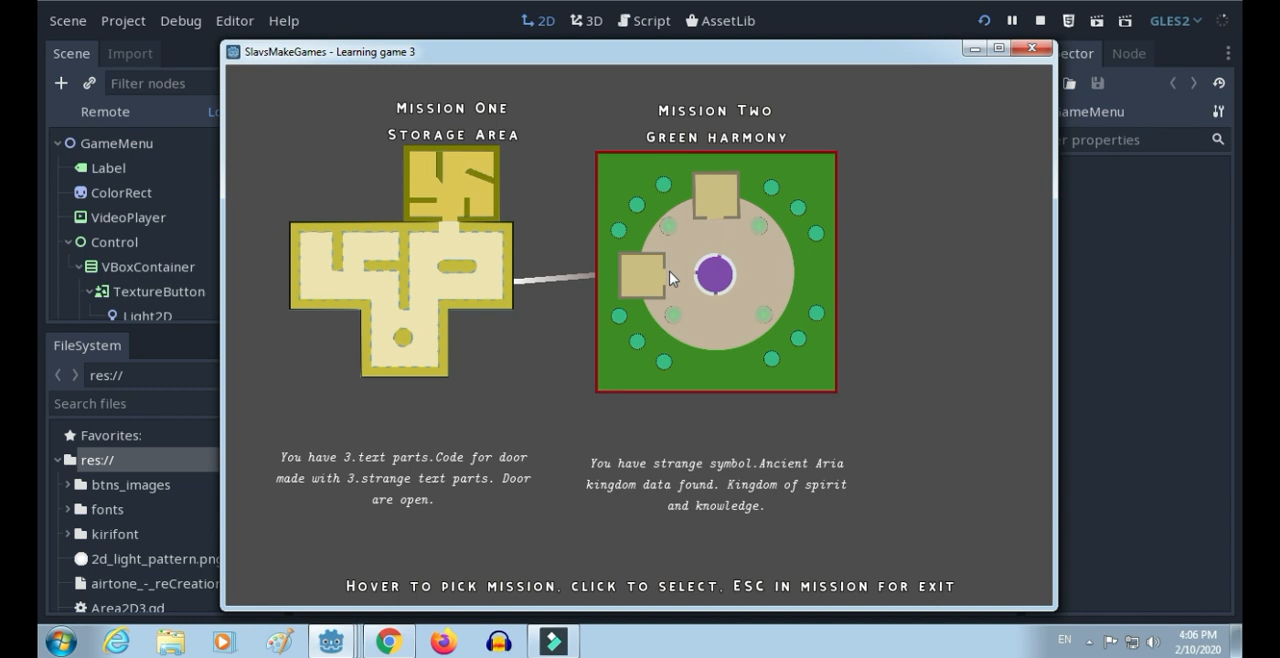 Scene Project Debug Editor Help 2D 3D Script AssetLib GLES2
Scene Import
SlavsMakeGames - Learning game 3
ector Node
Filter nodes
Remote Lo
GameMenu
r properties
GameMenu
Label
ColorRect
VideoPlayer
Control
VBoxContainer
TextureButton
Light2D
FileSystem
res://
Search files
Favorites:
res://
btns_images
fonts
kirifont
2d_light_pattern.png
airtone_-_reCreation
Area2D3.gd
Mission One
Storage Area
Mission Two
Green harmony
You have 3.text parts.Code for door
made with 3.strange text parts. Door
are open.
You have strange symbol.Ancient Aria
kingdom data found. Kingdom of spirit
and knowledge.
Hover to pick mission, click to select, ESC in mission for exit
EN
4:06 PM
2/10/2020